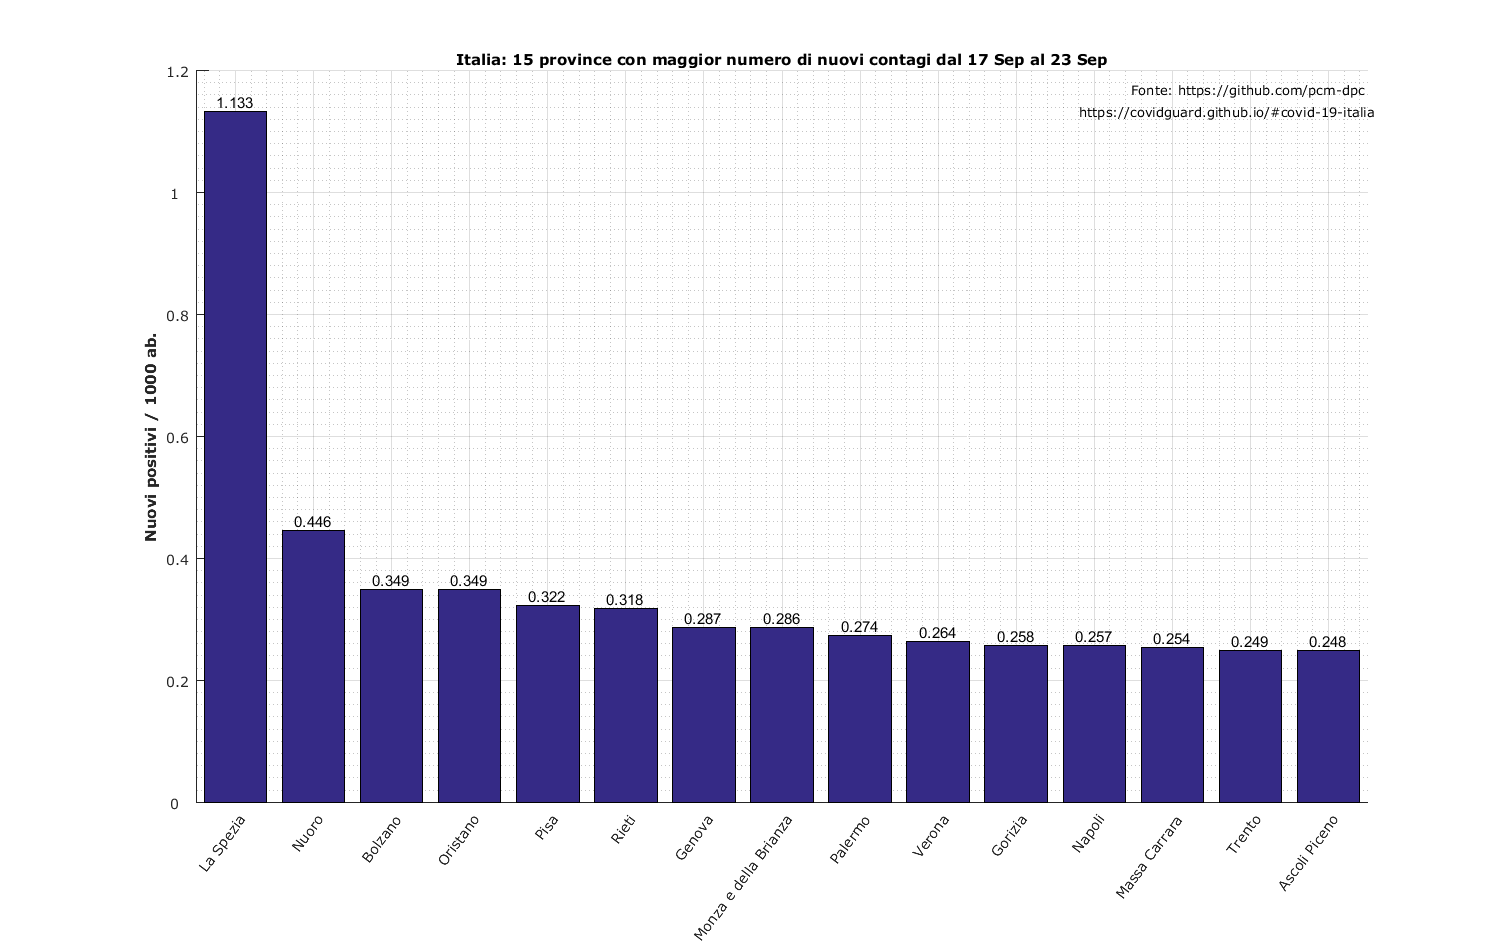 Italia: 15 province con maggior numero di nuovi contagi dal 17 Sep al 23 Sep
Fonte: https://github.com/pcm-dpc
https://covidguard.github.io/#covid-19-italia
Nuovi positivi / 1000 ab.
1.2
1
0.8
0.6
0.4
0.2
0
1.133
0.446
0.349
0.349
0.322
0.318
0.287
0.286
0.274
0.264
0.258
0.257
0.254
0.249
0.248
La Spezia
Nuoro
Bolzano
Oristano
Pisa
Rieti
Genova
Monza e della Brianza
Palermo
Verona
Gorizia
Napoli
Massa Carrara
Trento
Ascoli Piceno